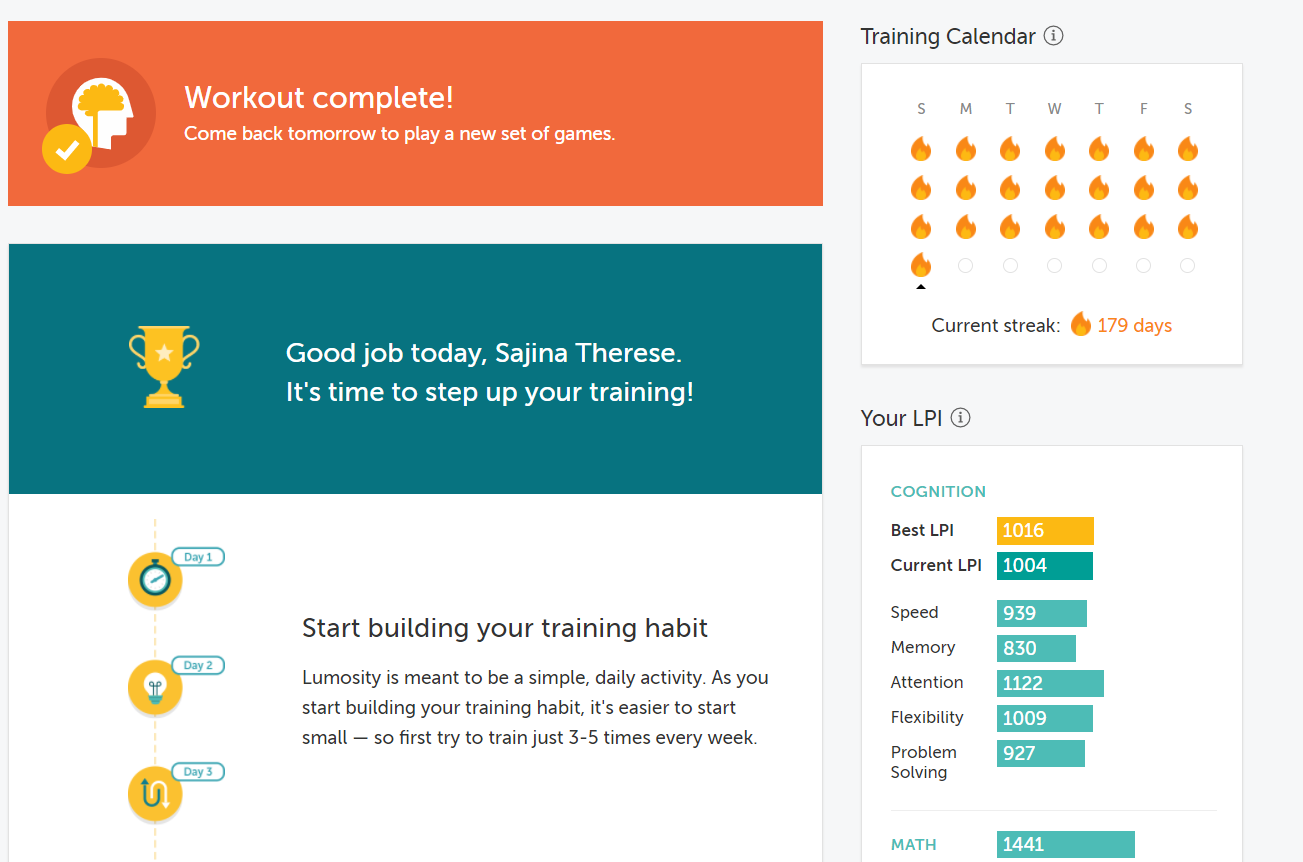 Workout complete!
Come back tomorrow to play a new set of games.
Good job today, Sajina Therese.
It's time to step up your training!
Day 1
Day 2
Day 3
Start building your training habit
Lumosity is meant to be a simple, daily activity. As you
start building your training habit, it's easier to start
small — so first try to train just 3-5 times every week.
Training Calendar
S M T W T F S
Current streak: 179 days
Your LPI
COGNITION
Best LPI 1016
Current LPI 1004
Speed 939
Memory 830
Attention 1122
Flexibility 1009
Problem 927
Solving
MATH 1441